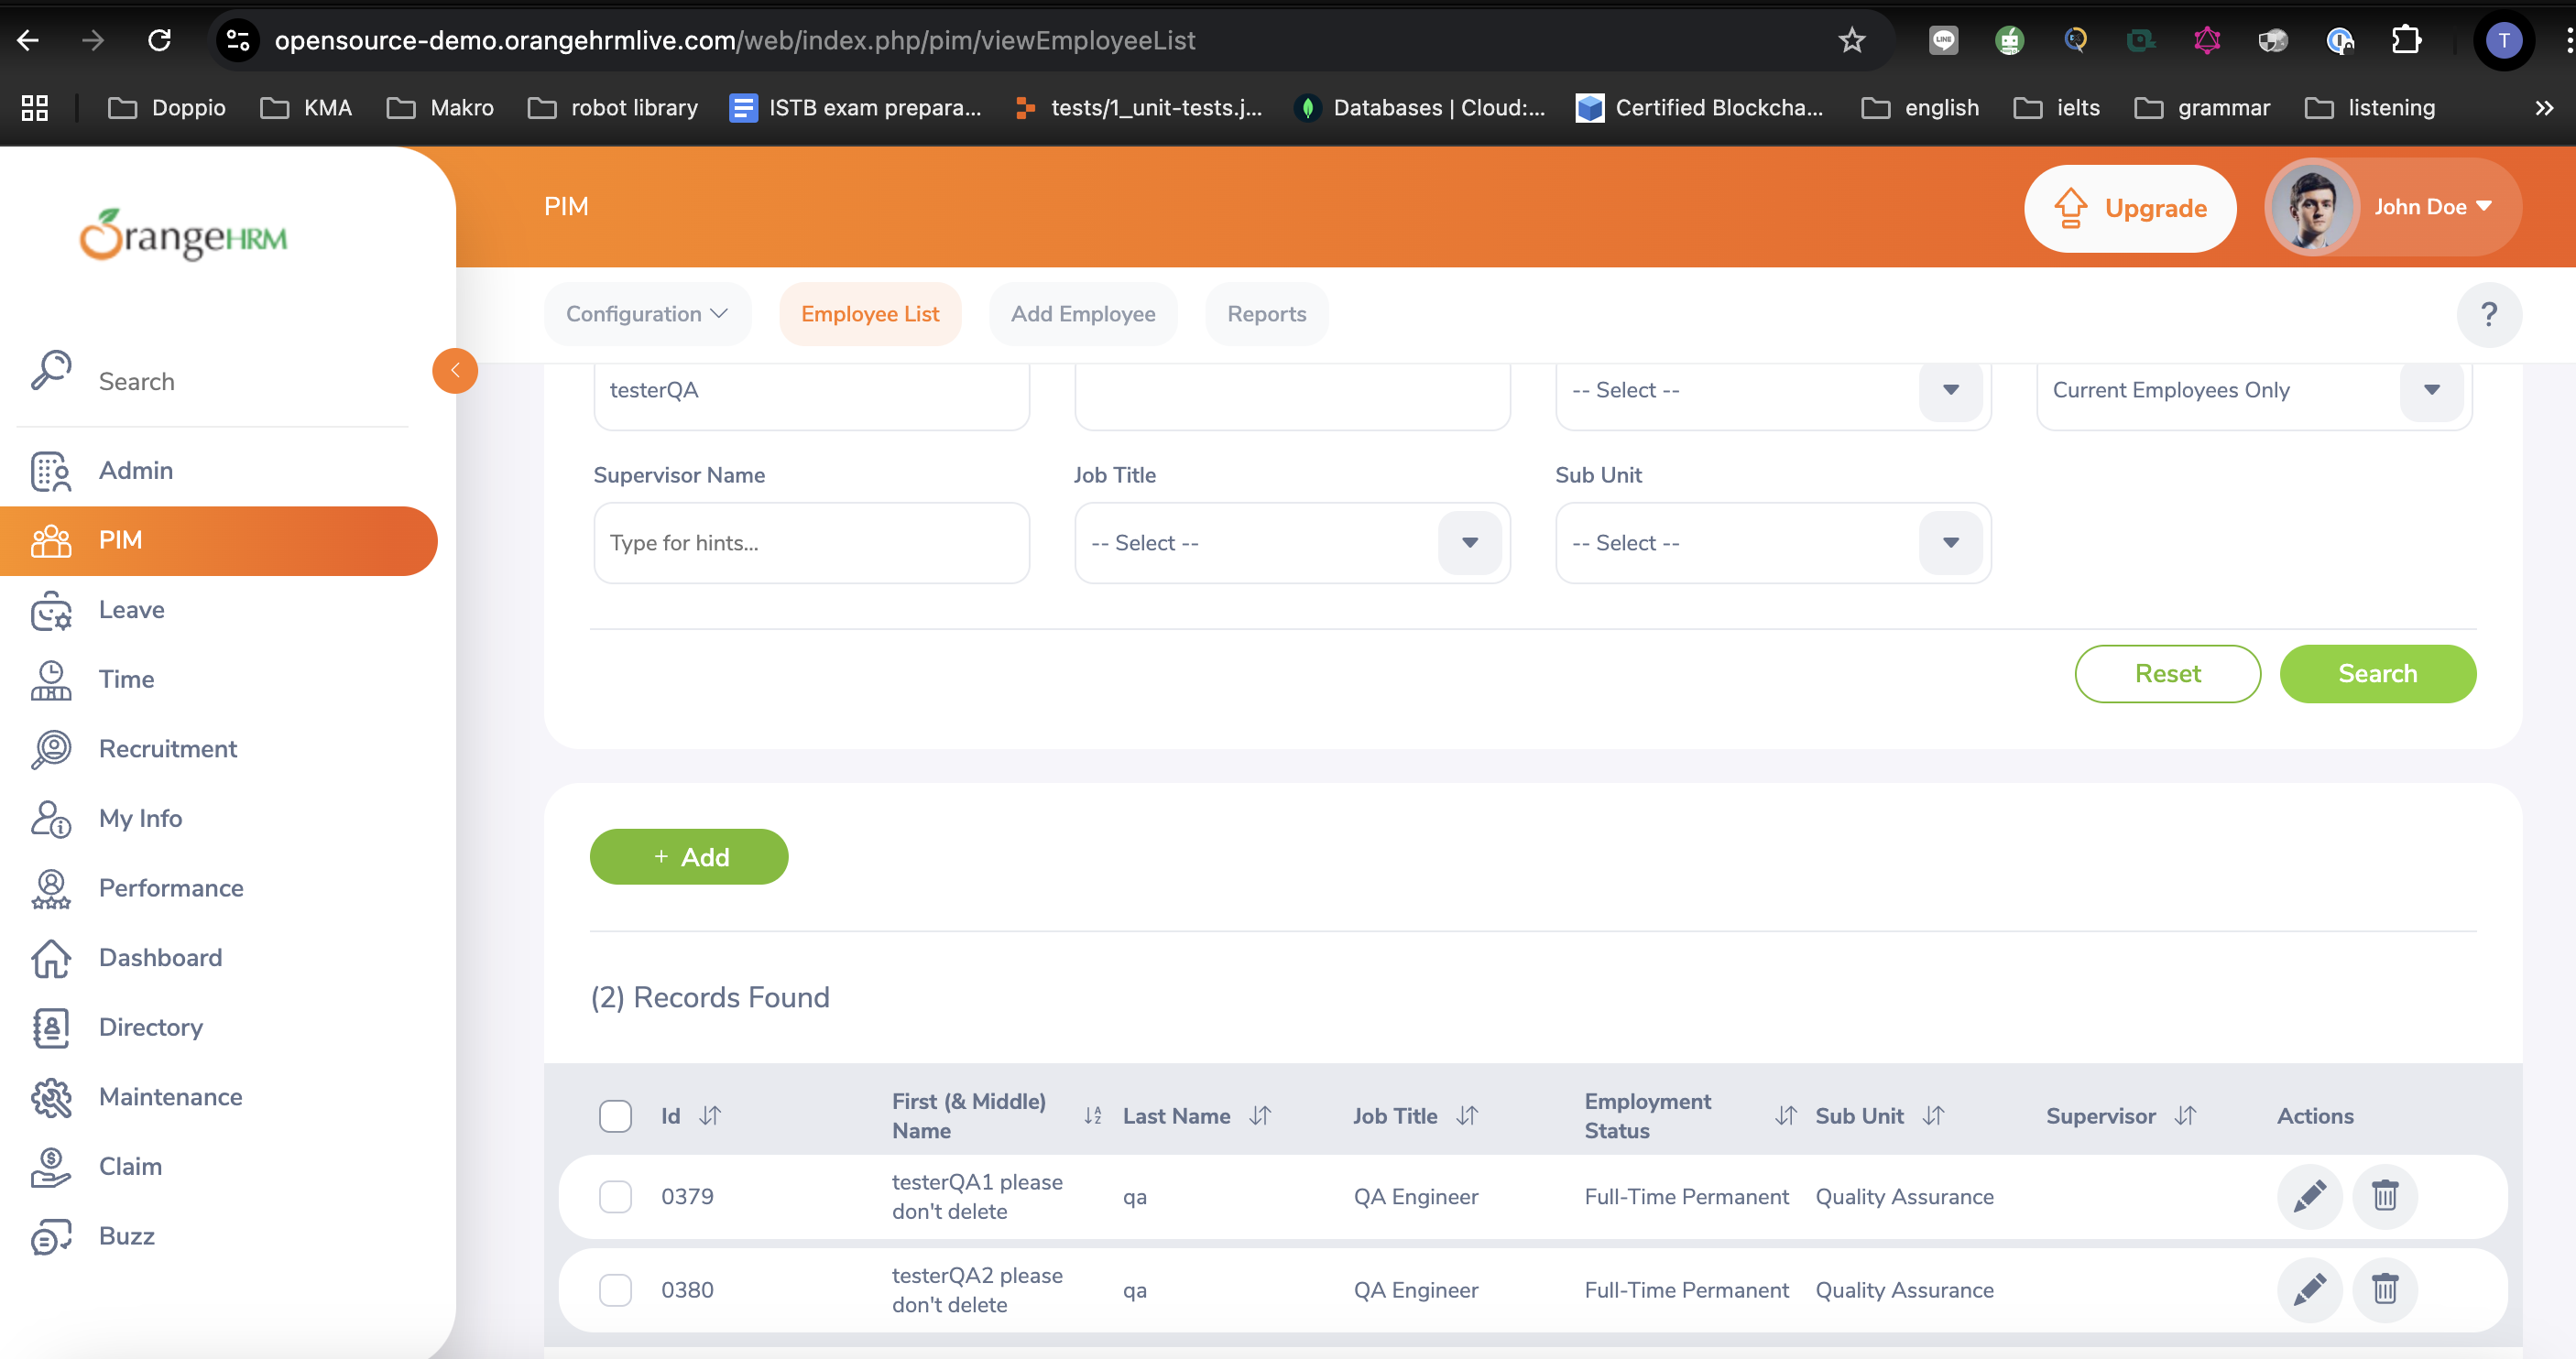 opensource-demo.orangehrmlive.com/web/index.php/pim/viewEmployeeList
T
Doppio KMA Makro robot library ISTB exam prepara... tests/1_unit-tests.j... Databases | Cloud:... Certified Blockcha... english ielts grammar listening
OrangeHRM
PIM
Upgrade
John Doe
Configuration Employee List Add Employee Reports ?
Search
Admin
PIM
Leave
Time
Recruitment
My Info
Performance
Dashboard
Directory
Maintenance
Claim
Buzz
testerQA -- Select -- Current Employees Only
Supervisor Name Job Title Sub Unit
Type for hints... -- Select -- -- Select --
Reset Search
+ Add
(2) Records Found
Id First (& Middle) Name Last Name Job Title Employment Status Sub Unit Supervisor Actions
0379 testerQA1 please don't delete qa QA Engineer Full-Time Permanent Quality Assurance
0380 testerQA2 please don't delete qa QA Engineer Full-Time Permanent Quality Assurance